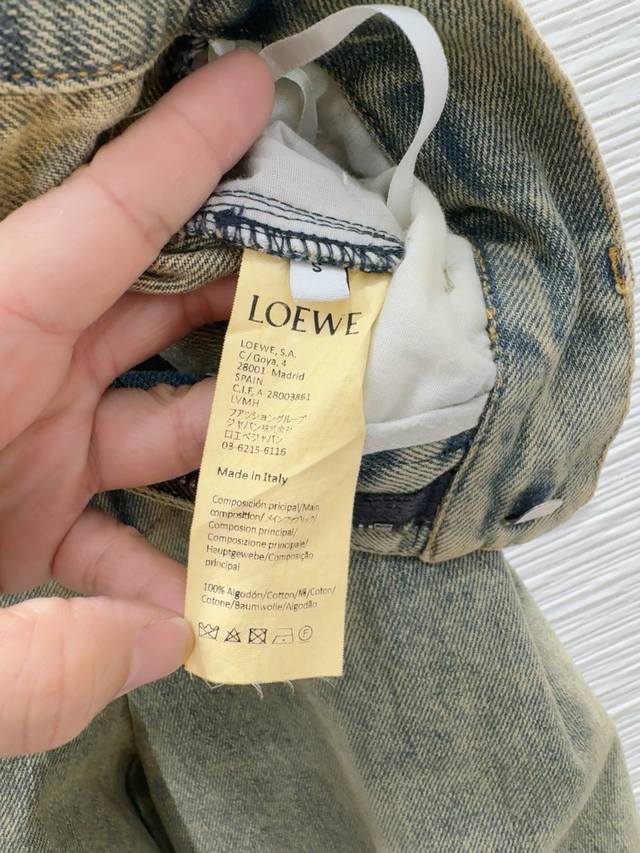 S
LOEWE
LOEWE, S.A.
C/Goya, 4
28001-Madrid
SPAIN
C.I.F. A-28003861
LVMH
ファッショングループ
ジャパン株式会社
ロエベジャパン
03-6215-6116
Made in Italy
Composición pricipal/Main
composition/メインファブリック/
Composion principal/
Composizione principale/
Hauptgewebe/Composição
principal
100% Algodón/Cotton/綿/Coton/
Cotone/Baumwolle/Algodão
F